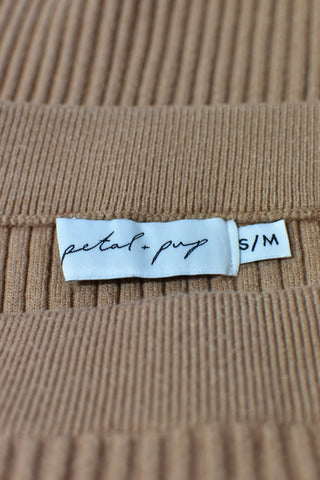 petal + pup
S/M